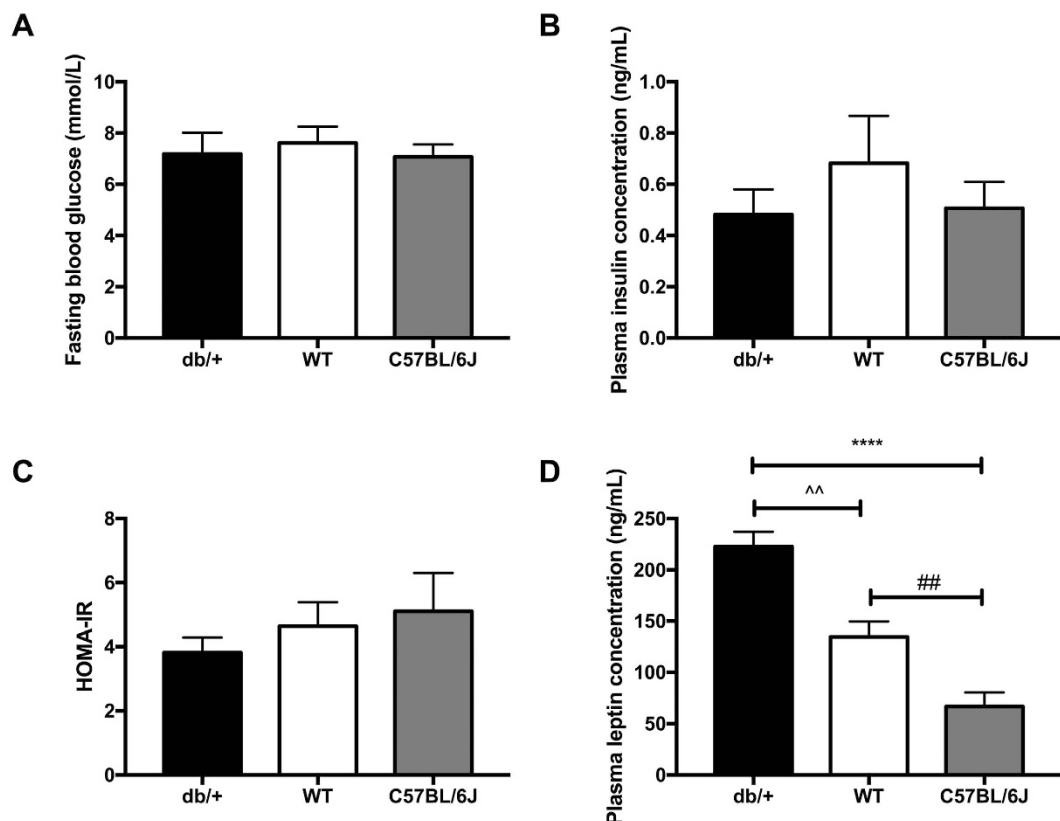 A
Fasting blood glucose (mmol/L)
10
8
6
4
2
0
db/+ WT C57BL/6J
B
Plasma insulin concentration (ng/mL)
1.0
0.8
0.6
0.4
0.2
0.0
db/+ WT C57BL/6J
C
HOMA-IR
8
6
4
2
0
db/+ WT C57BL/6J
D
Plasma leptin concentration (ng/mL)
****
^^
##
250
200
150
100
50
0
db/+ WT C57BL/6J